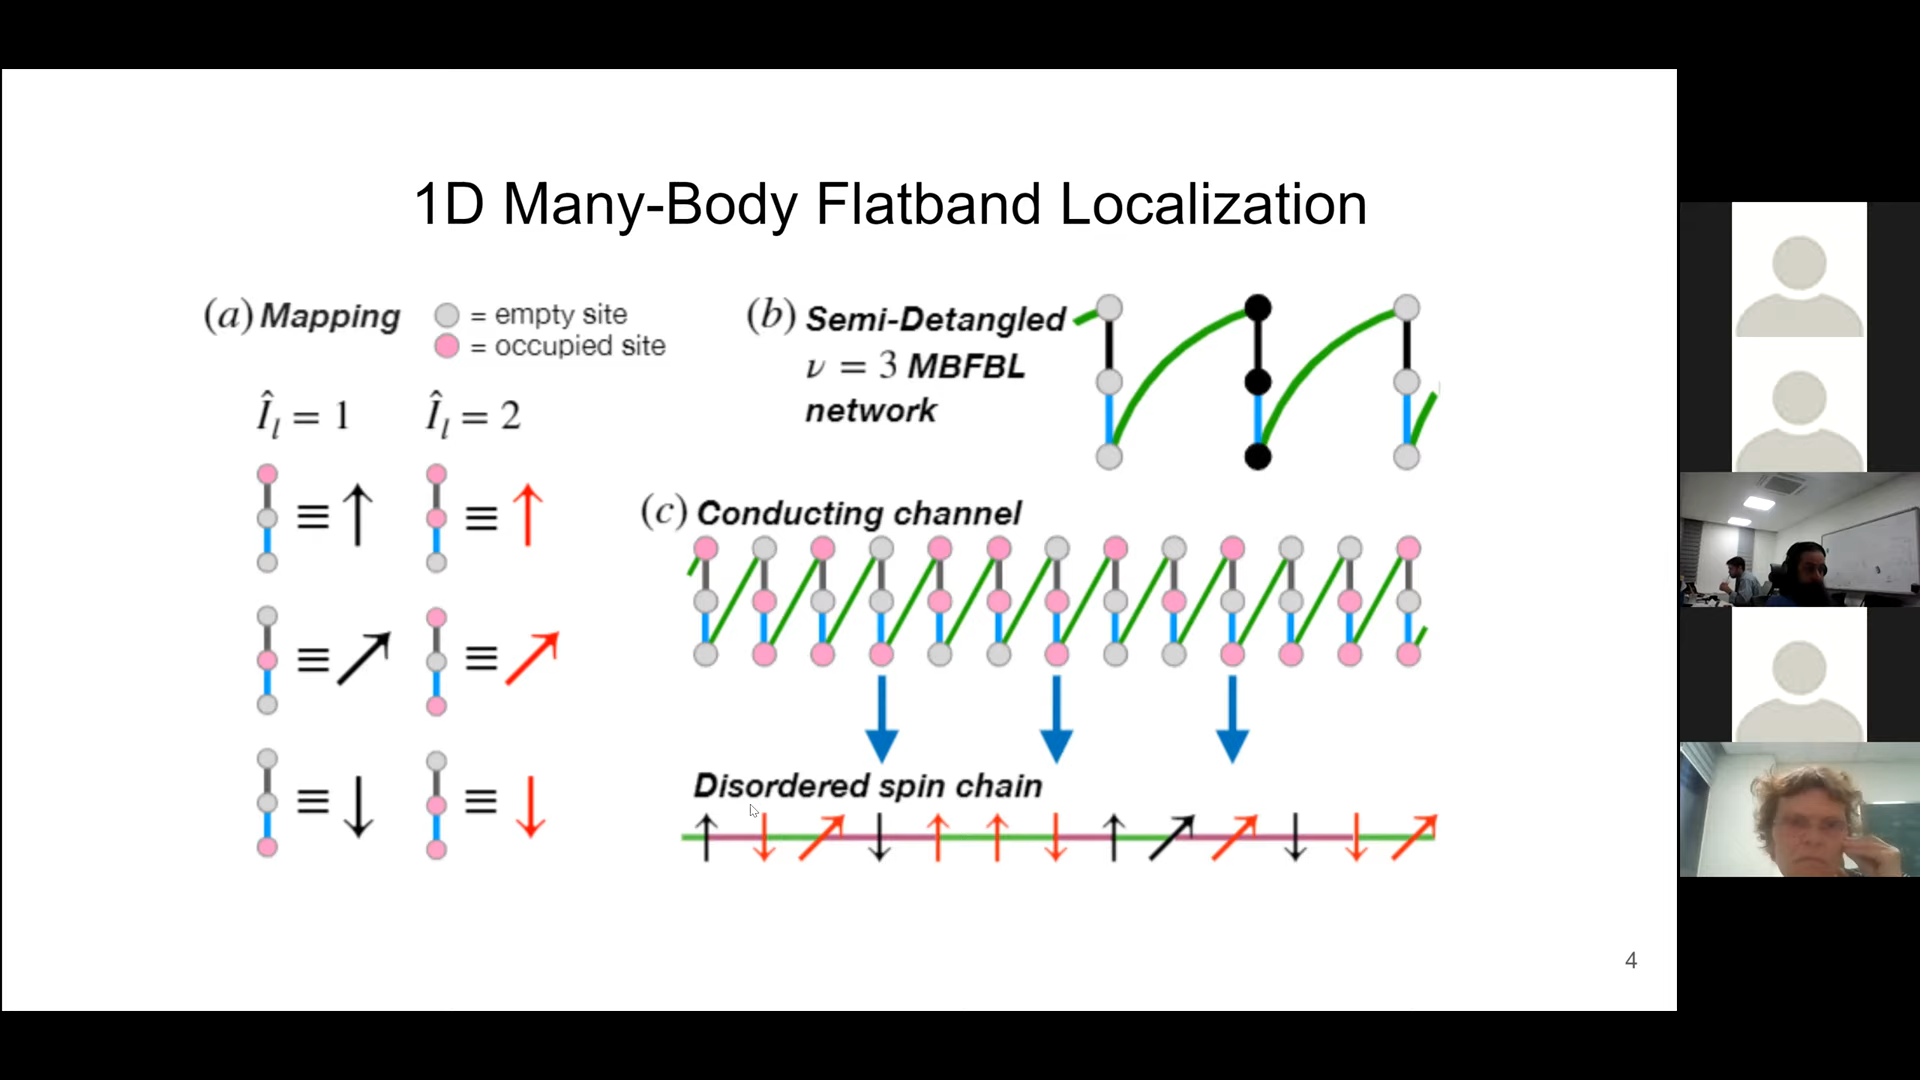 1D Many-Body Flatband Localization
(a) Mapping
= empty site
= occupied site
Î_l = 1
Î_l = 2
≡ ↑
≡ ↑
≡ ↗
≡ ↗
≡ ↓
≡ ↓
(b) Semi-Detangled
ν = 3 MBFBL
network
(c) Conducting channel
Disordered spin chain
4